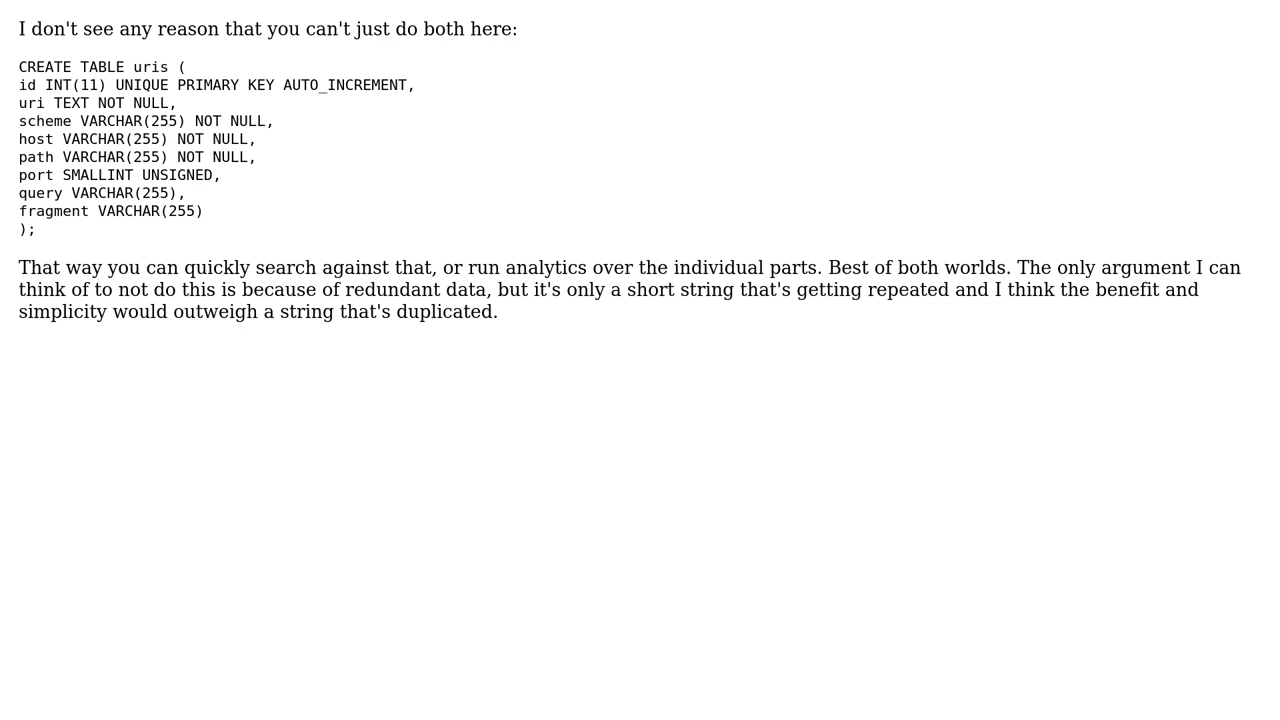 I don't see any reason that you can't just do both here:
CREATE TABLE uris (
id INT(11) UNIQUE PRIMARY KEY AUTO_INCREMENT,
uri TEXT NOT NULL,
scheme VARCHAR(255) NOT NULL,
host VARCHAR(255) NOT NULL,
path VARCHAR(255) NOT NULL,
port SMALLINT UNSIGNED,
query VARCHAR(255),
fragment VARCHAR(255)
);
That way you can quickly search against that, or run analytics over the individual parts. Best of both worlds. The only argument I can
think of to not do this is because of redundant data, but it's only a short string that's getting repeated and I think the benefit and
simplicity would outweigh a string that's duplicated.